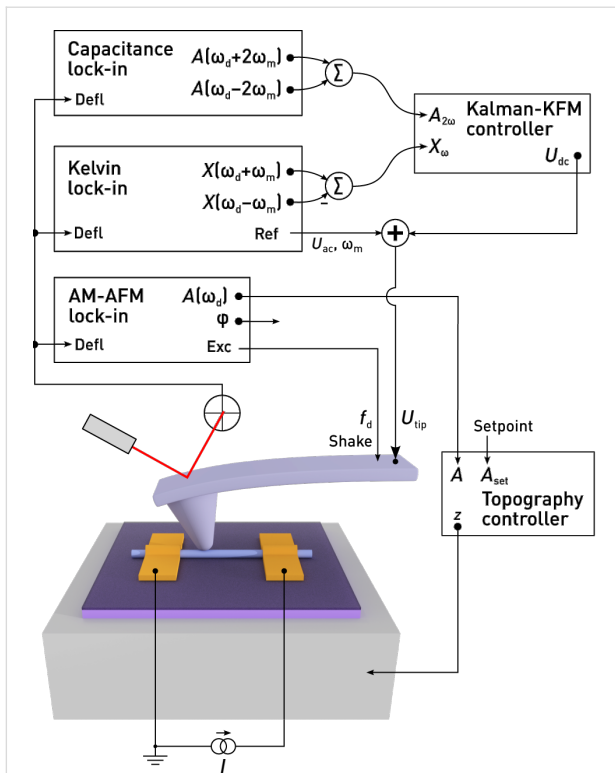 Capacitance
lock-in
A(ωd+2ωm)
A(ωd−2ωm)
Defl
Σ
A2ω
Xω
Kalman-KFM
controller
Udc
Kelvin
lock-in
X(ωd+ωm)
X(ωd−ωm)
Σ
−
Defl
Ref
Uac, ωm
+
AM-AFM
lock-in
A(ωd)
φ
Defl
Exc
fd
Shake
Utip
Setpoint
A
Aset
Topography
controller
z
I